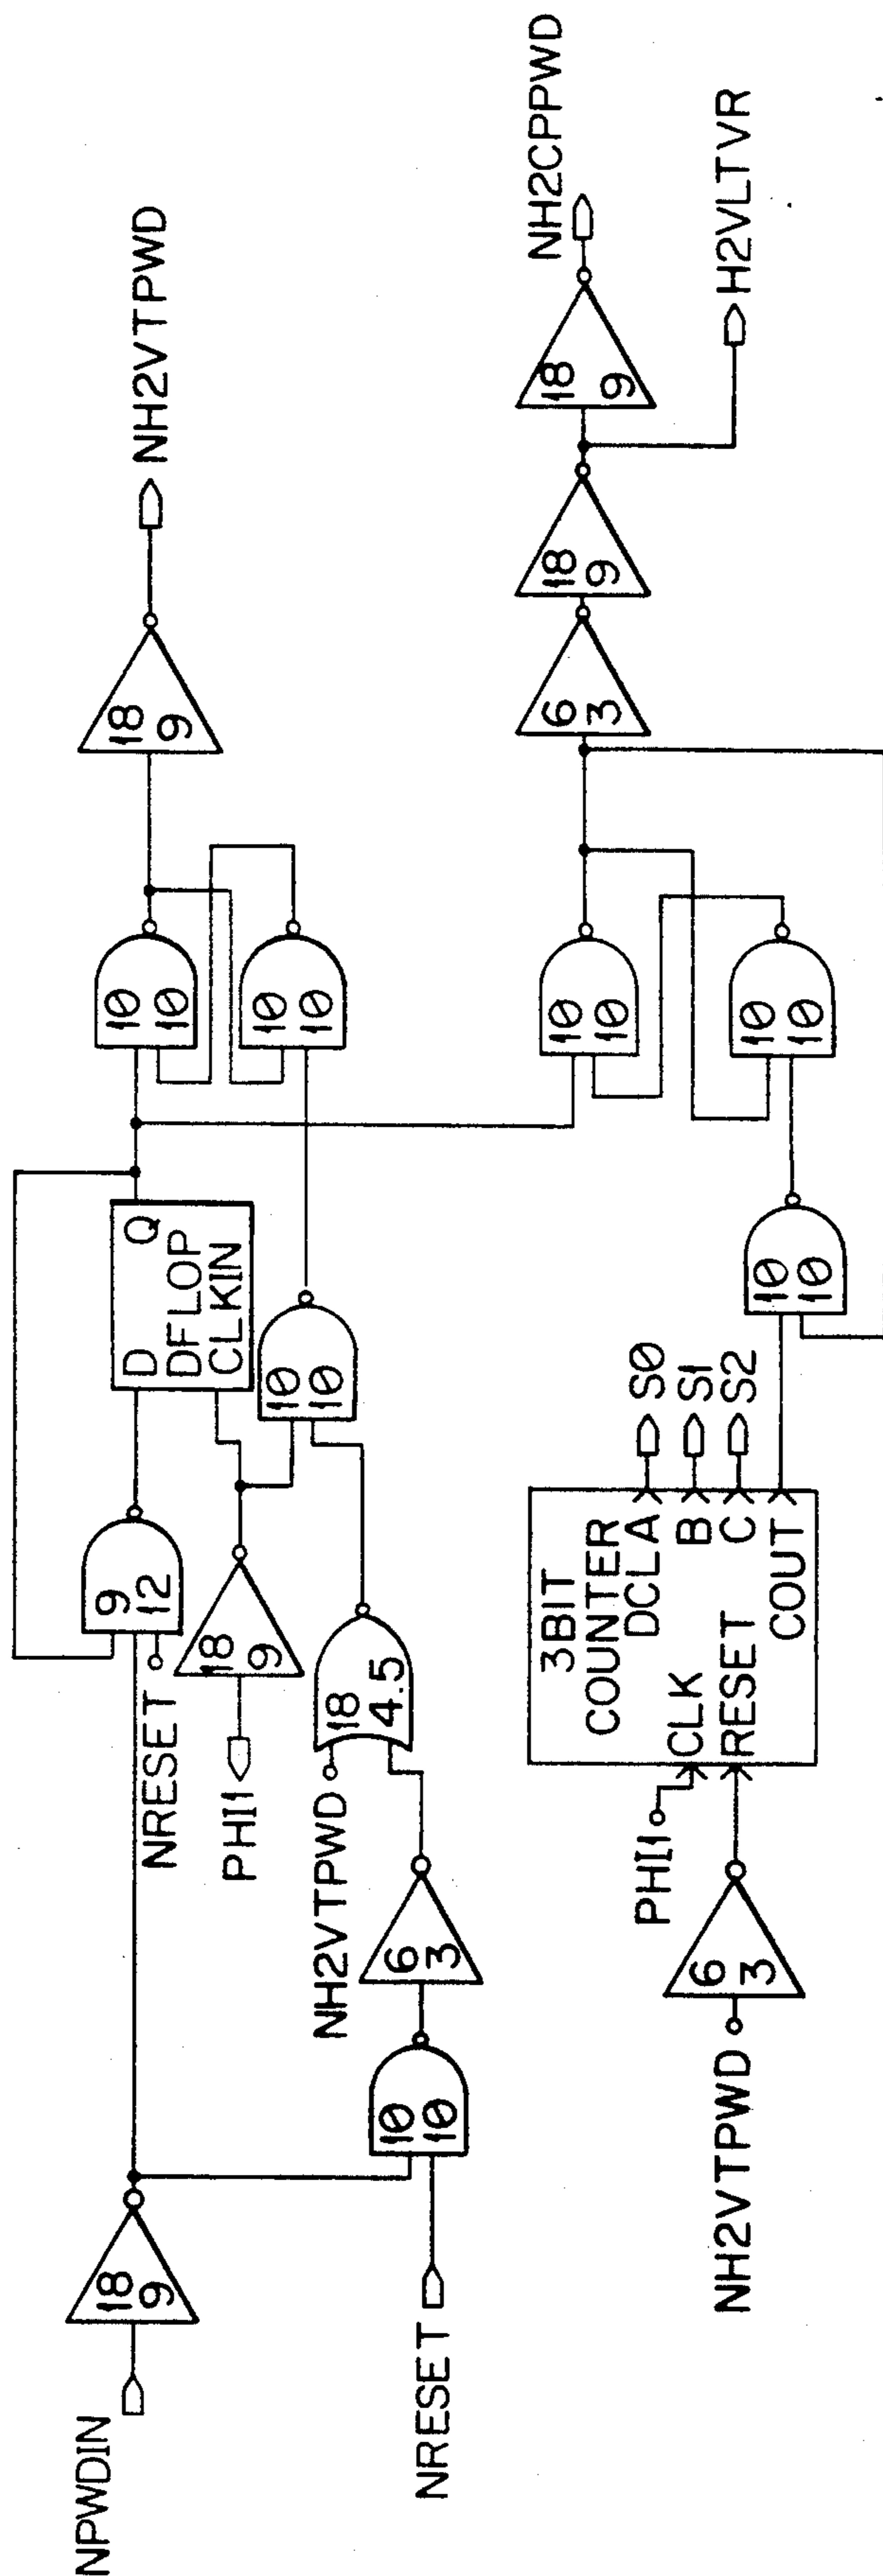 NPWDIN
18
9
9
12
NRESET
D Q
DFLOP
CLKIN
10
10
18
9
NH2VTPWD
PHI1
18
9
10
10
10
10
NH2VTPWD
18
4.5
NRESET
10
10
6
3
10
10
6
3
18
9
18
9
NH2CPPWD
H2VLTVR
PHI1
3BIT
COUNTER
DCLA
CLK
B
RESET
C
COUT
S0
S1
S2
10
10
10
10
NH2VTPWD
6
3